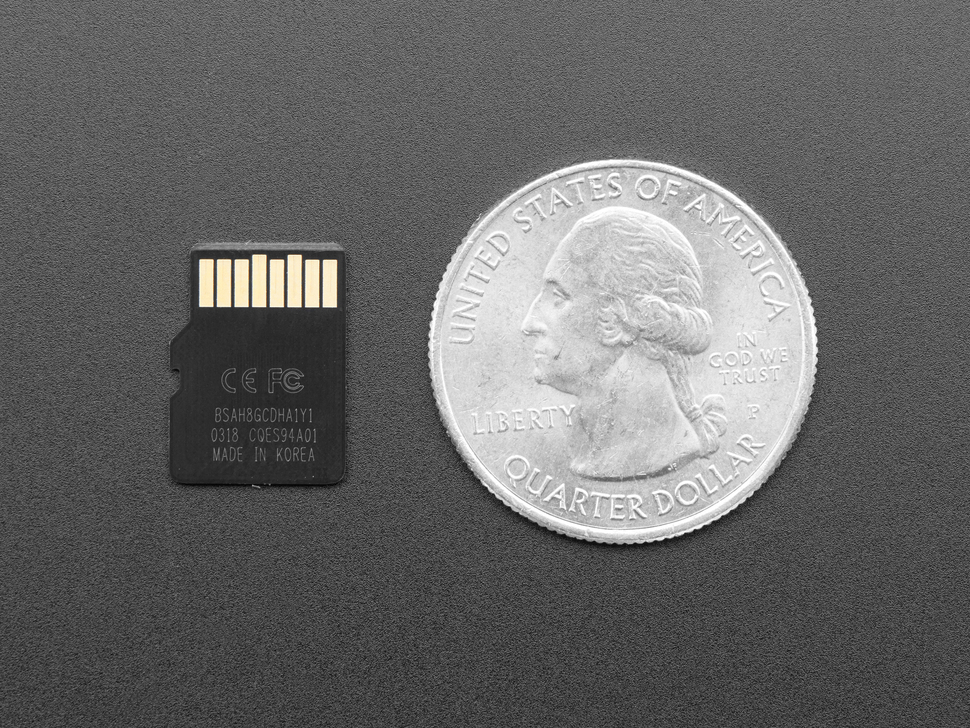 CE FC
BSAH8GCDHA1Y1
0318 CQES94A01
MADE IN KOREA
UNITED STATES OF AMERICA
IN
GOD WE
TRUST
LIBERTY
P
QUARTER DOLLAR